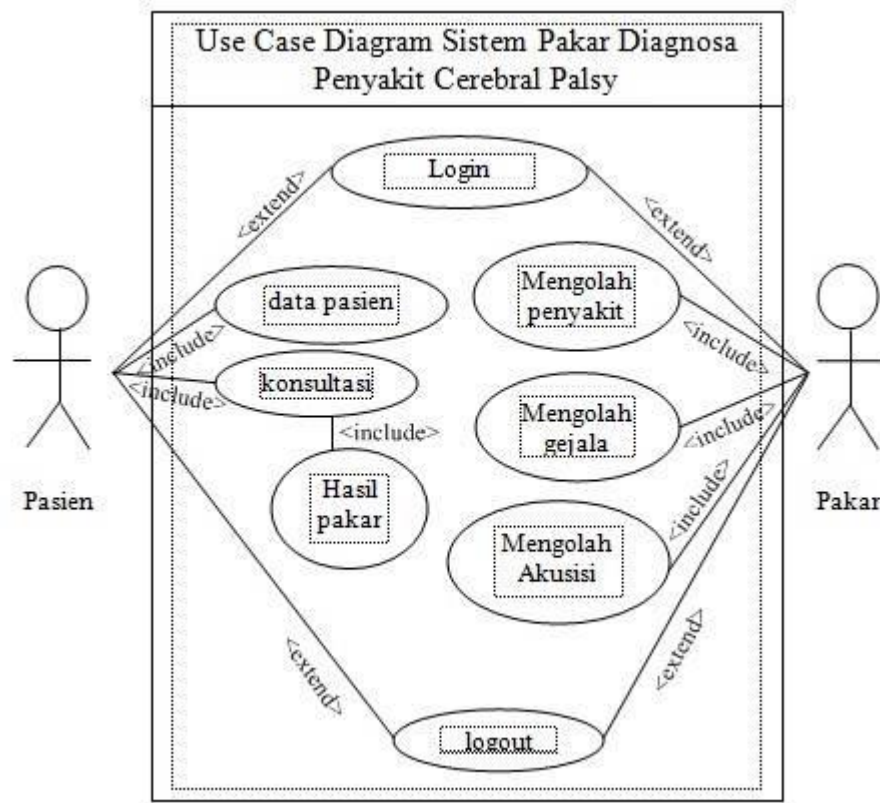 Use Case Diagram Sistem Pakar Diagnosa
Penyakit Cerebral Palsy
Login
<extend>
<extend>
data pasien
Mengolah
penyakit
<include>
<include>
konsultasi
<include>
<include>
Mengolah
gejala
<include>
Hasil
pakar
Pasien
Pakar
Mengolah
Akusisi
<include>
<extend>
<extend>
logout